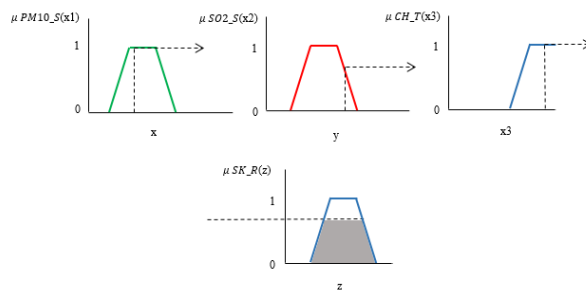 μ PM10_S(x1)
1
0
x
μ SO2_S(x2)
1
0
y
μ CH_T(x3)
1
0
x3
μ SK_R(z)
1
0
z